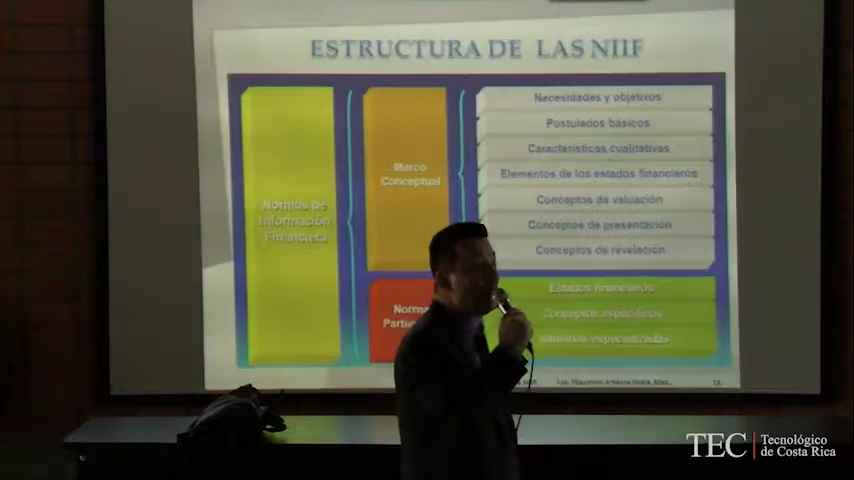 ESTRUCTURA DE LAS NIIF
Normas de
Información
Financiera
Marco
Conceptual
Necesidades y objetivos
Postulados básicos
Características cualitativas
Elementos de los estados financieros
Conceptos de valuación
Conceptos de presentación
Conceptos de revelación
Estados financieros
Conceptos específicos
especializadas
TEC
Tecnológico
de Costa Rica